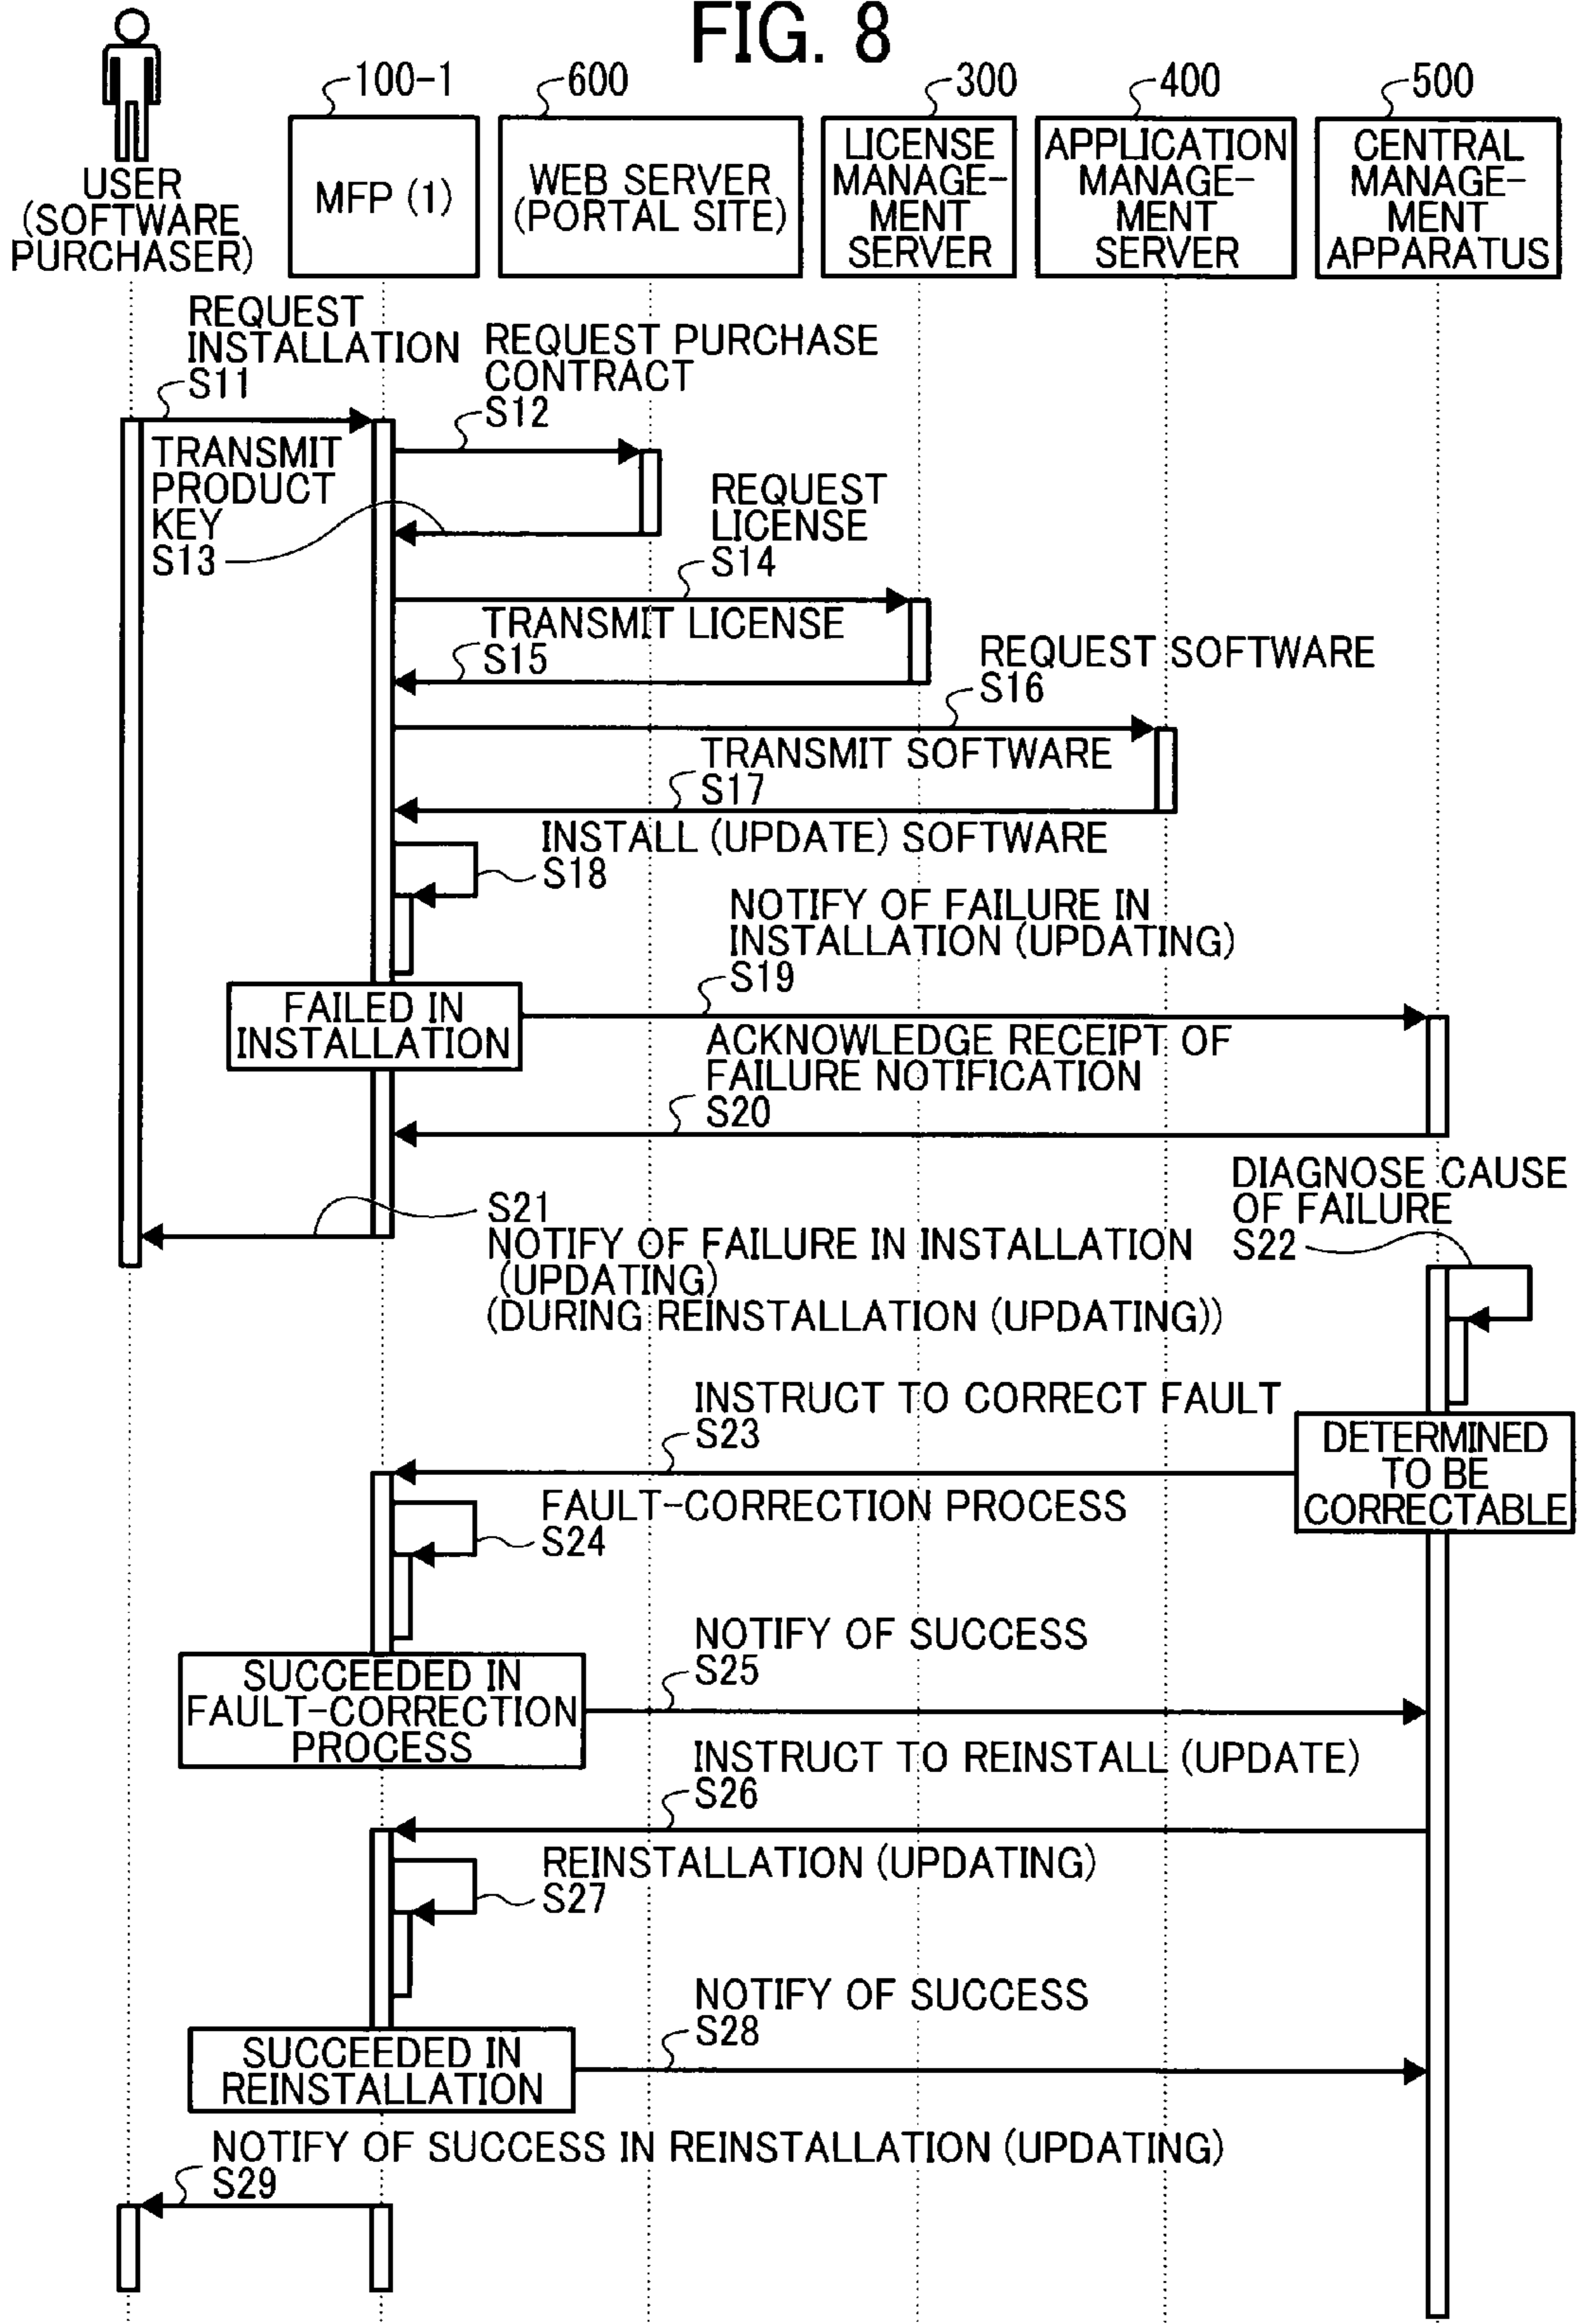 FIG. 8
100-1
600
300
400
500
USER
(SOFTWARE
PURCHASER)
MFP (1)
WEB SERVER
(PORTAL SITE)
LICENSE
MANAGE-
MENT
SERVER
APPLICATION
MANAGE-
MENT
SERVER
CENTRAL
MANAGE-
MENT
APPARATUS
REQUEST
INSTALLATION
S11
REQUEST PURCHASE
CONTRACT
S12
TRANSMIT
PRODUCT
KEY
S13
REQUEST
LICENSE
S14
TRANSMIT LICENSE
S15
REQUEST SOFTWARE
S16
TRANSMIT SOFTWARE
S17
INSTALL (UPDATE) SOFTWARE
S18
NOTIFY OF FAILURE IN
INSTALLATION (UPDATING)
S19
FAILED IN
INSTALLATION
ACKNOWLEDGE RECEIPT OF
FAILURE NOTIFICATION
S20
S21
NOTIFY OF FAILURE IN INSTALLATION
(UPDATING)
(DURING REINSTALLATION (UPDATING))
DIAGNOSE CAUSE
OF FAILURE
S22
INSTRUCT TO CORRECT FAULT
S23
DETERMINED
TO BE
CORRECTABLE
FAULT-CORRECTION PROCESS
S24
NOTIFY OF SUCCESS
S25
SUCCEEDED IN
FAULT-CORRECTION
PROCESS
INSTRUCT TO REINSTALL (UPDATE)
S26
REINSTALLATION (UPDATING)
S27
NOTIFY OF SUCCESS
S28
SUCCEEDED IN
REINSTALLATION
NOTIFY OF SUCCESS IN REINSTALLATION (UPDATING)
S29